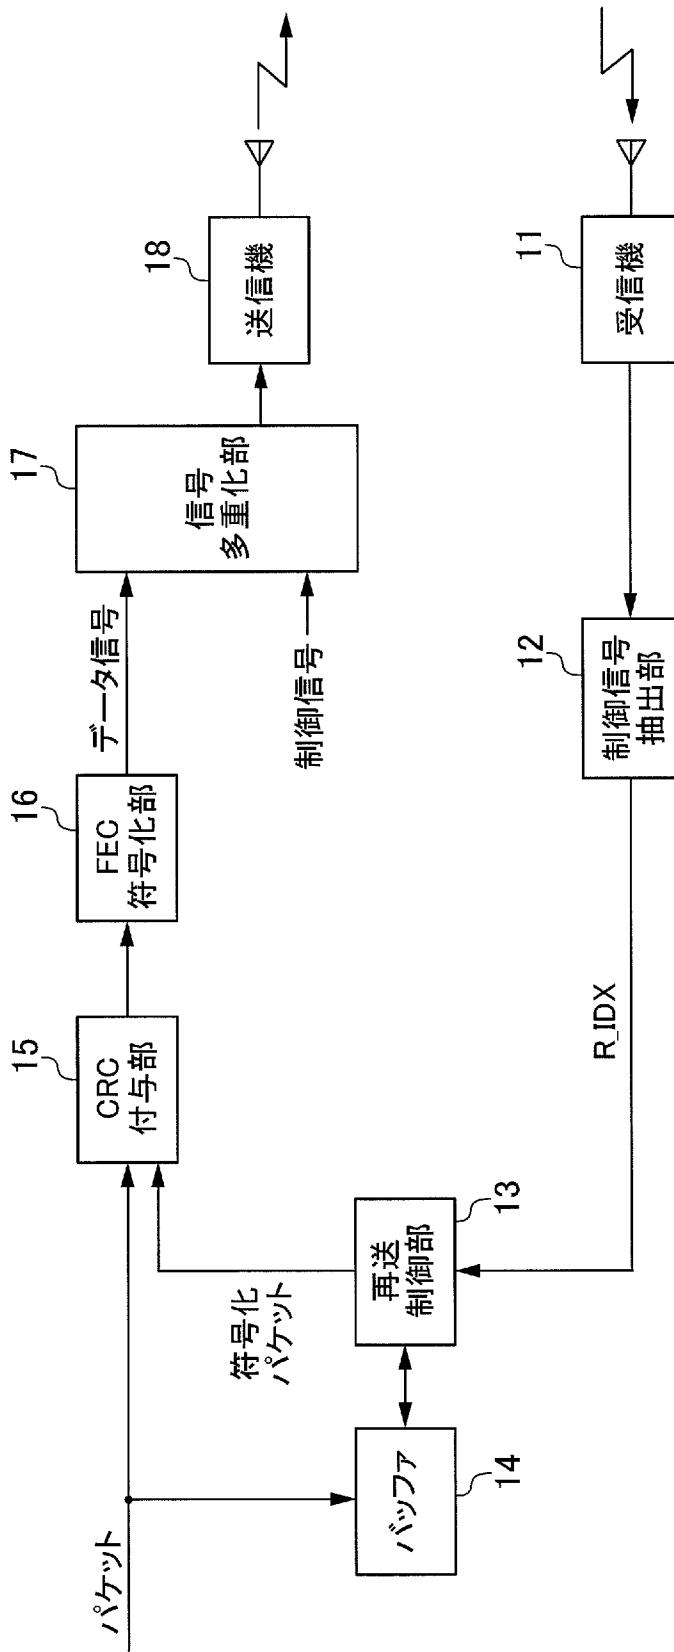 パケット
バッファ
14
符号化
パケット
再送
制御部
13
CRC
付与部
15
FEC
符号化部
16
データ信号
制御信号
信号
多重化部
17
送信機
18
受信機
11
制御信号
抽出部
12
R_IDX